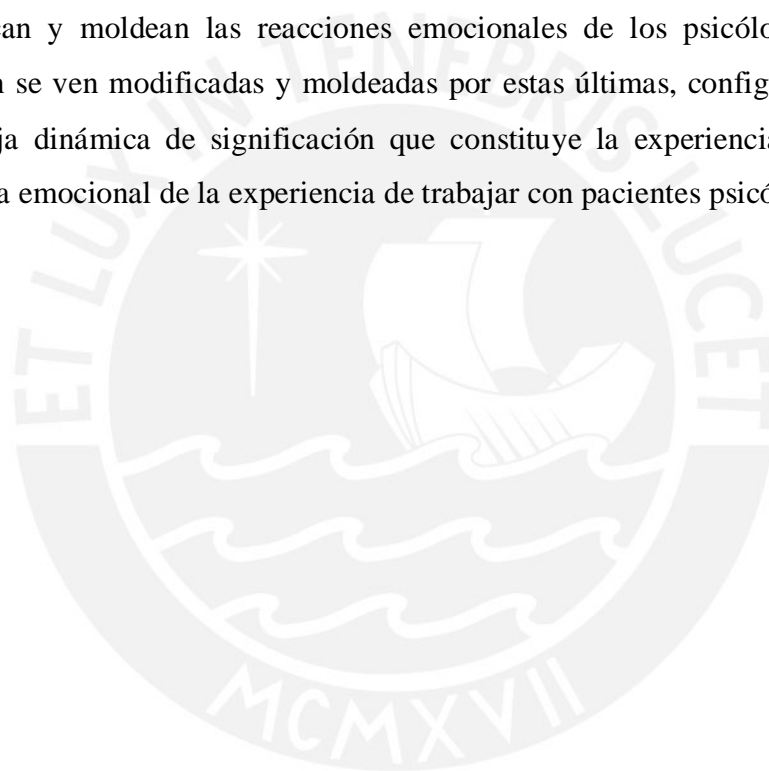 can y moldean las reacciones emocionales de los psicólo
n se ven modificadas y moldeadas por estas últimas, config
ja dinámica de significación que constituye la experiencia
a emocional de la experiencia de trabajar con pacientes psicó
ET LUX IN TENEBRIS LUCET
MCMXVII